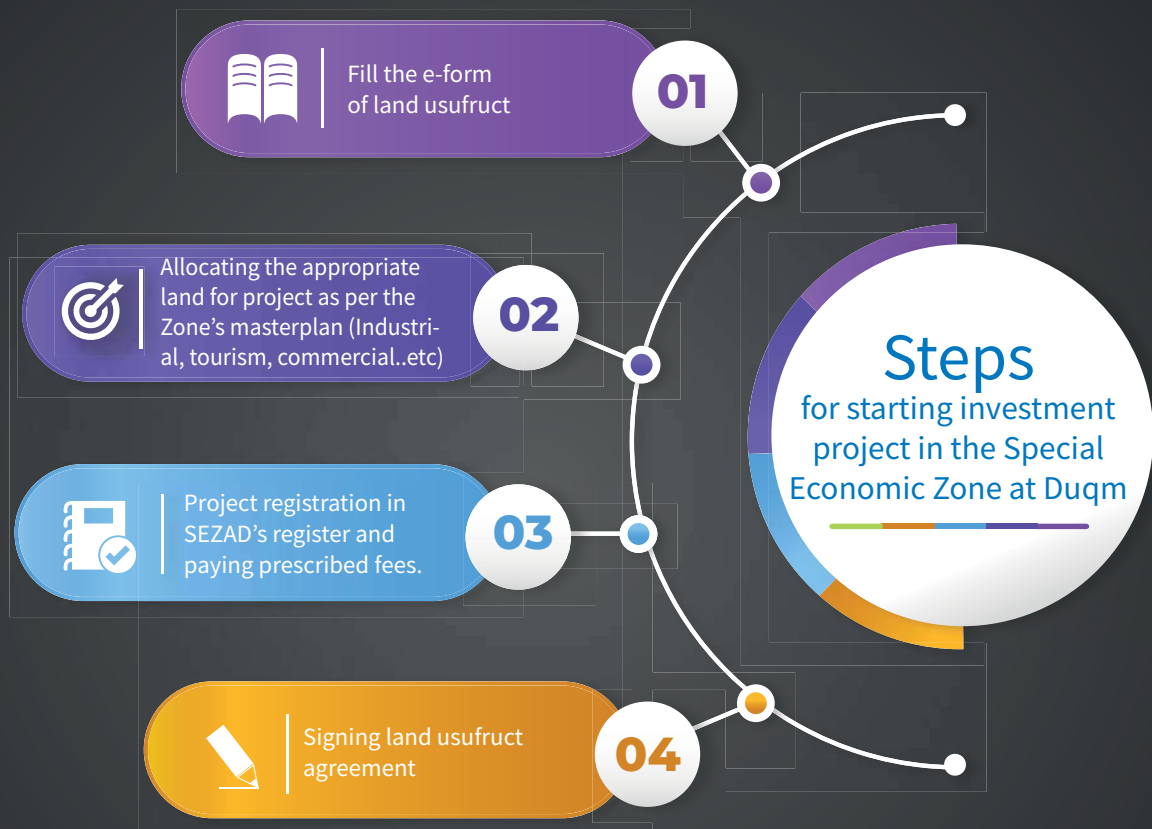 01
Fill the e-form
of land usufruct
02
Allocating the appropriate
land for project as per the
Zone's masterplan (Industri-
al, tourism, commercial..etc)
03
Project registration in
SEZAD's register and
paying prescribed fees.
04
Signing land usufruct
agreement
Steps
for starting investment
project in the Special
Economic Zone at Duqm